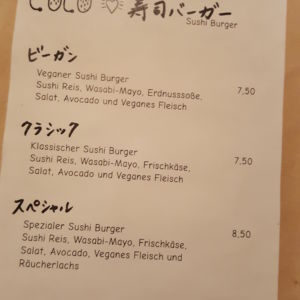 COCO ♡ 寿司バーガー
Sushi Burger
ビーガン
Veganer Sushi Burger
Sushi Reis, Wasabi-Mayo, Erdnusssoße,
Salat, Avocado und Veganes Fleisch
7,50
クラシック
Klassischer Sushi Burger
Sushi Reis, Wasabi-Mayo, Frischkäse,
Salat, Avocado und Veganes Fleisch
7,50
スペシャル
Spezialer Sushi Burger
Sushi Reis, Wasabi-Mayo, Frischkäse,
Salat, Avocado, Veganes Fleisch und
Räucherlachs
8,50